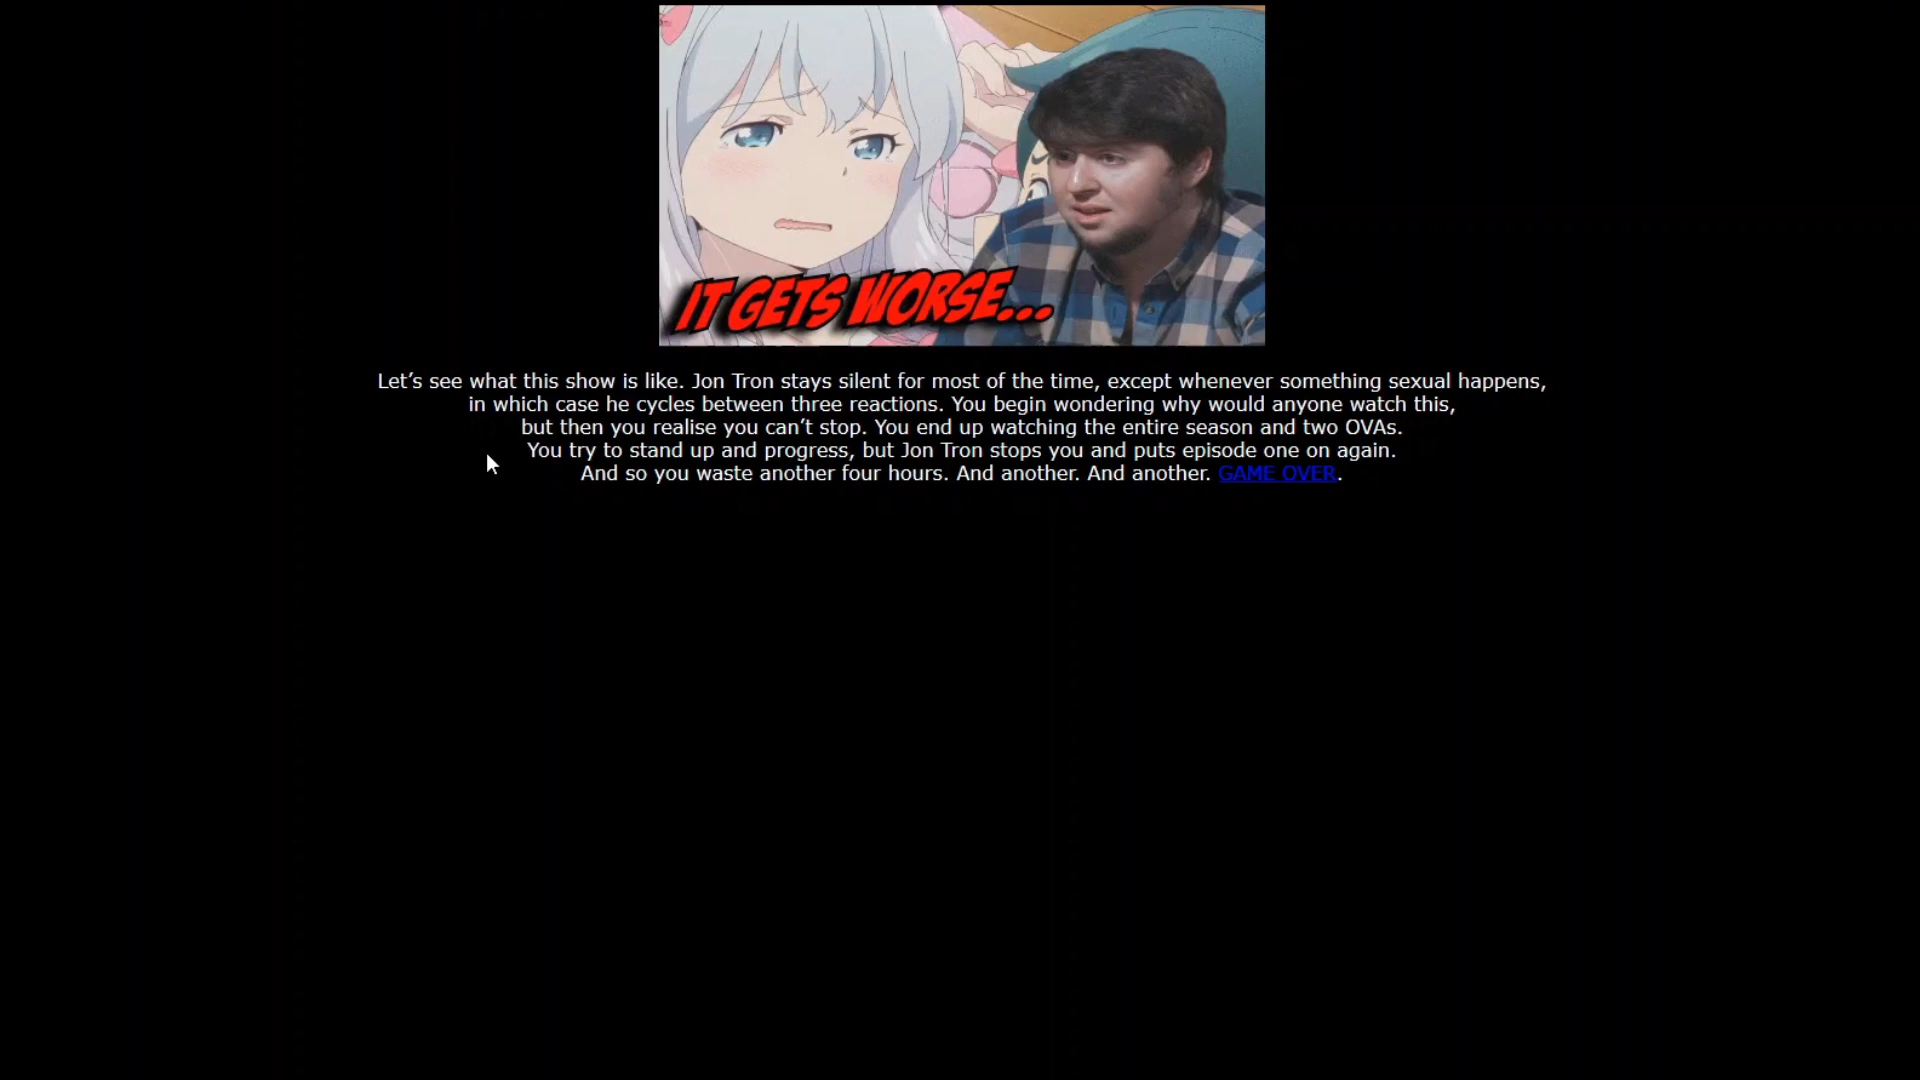 IT GETS WORSE...
Let’s see what this show is like. Jon Tron stays silent for most of the time, except whenever something sexual happens,
in which case he cycles between three reactions. You begin wondering why would anyone watch this,
but then you realise you can’t stop. You end up watching the entire season and two OVAs.
You try to stand up and progress, but Jon Tron stops you and puts episode one on again.
And so you waste another four hours. And another. And another. GAME OVER.